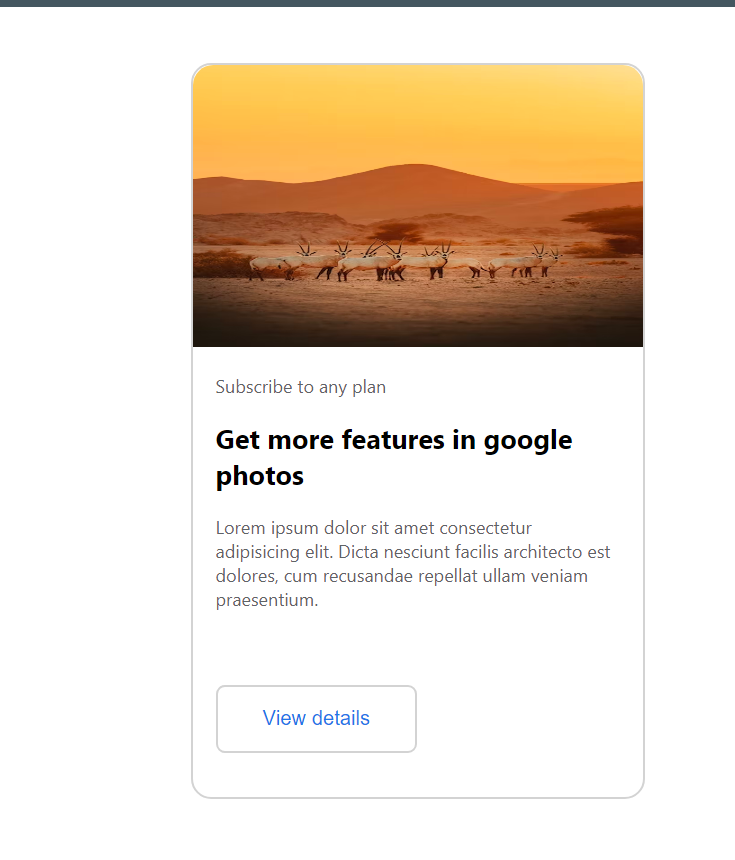 Subscribe to any plan
Get more features in google
photos
Lorem ipsum dolor sit amet consectetur
adipisicing elit. Dicta nesciunt facilis architecto est
dolores, cum recusandae repellat ullam veniam
praesentium.
View details